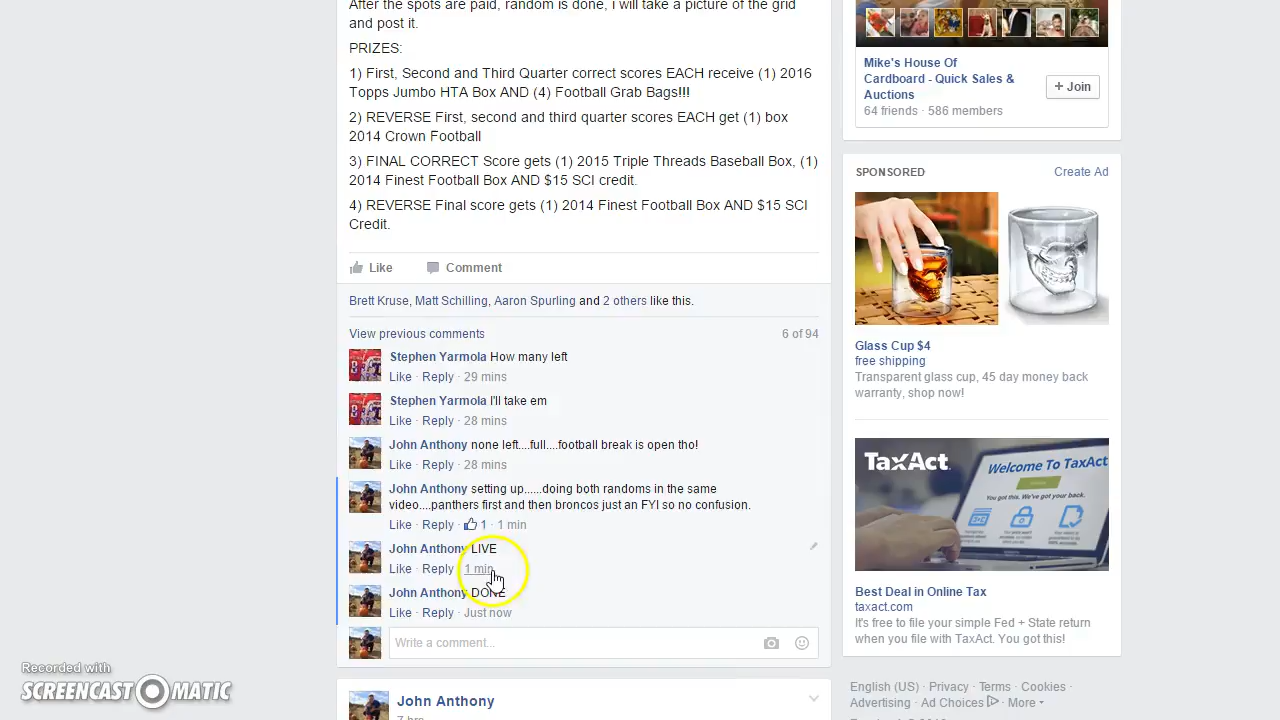 After the spots are paid, random is done, i will take a picture of the grid
and post it.
PRIZES:
1) First, Second and Third Quarter correct scores EACH receive (1) 2016
Topps Jumbo HTA Box AND (4) Football Grab Bags!!!
2) REVERSE First, second and third quarter scores EACH get (1) box
2014 Crown Football
3) FINAL CORRECT Score gets (1) 2015 Triple Threads Baseball Box, (1)
2014 Finest Football Box AND $15 SCI credit.
4) REVERSE Final score gets (1) 2014 Finest Football Box AND $15 SCI
Credit.
Like Comment
Brett Kruse, Matt Schilling, Aaron Spurling and 2 others like this.
View previous comments 6 of 94
Stephen Yarmola How many left
Like · Reply · 29 mins
Stephen Yarmola I'll take em
Like · Reply · 28 mins
John Anthony none left....full....football break is open tho!
Like · Reply · 28 mins
John Anthony setting up......doing both randoms in the same
video....panthers first and then broncos just an FYI so no confusion.
Like · Reply · 1 · 1 min
John Anthony LIVE
Like · Reply · 1 min
John Anthony DONE
Like · Reply · Just now
Write a comment...
John Anthony
7 hrs
Mike's House Of
Cardboard - Quick Sales &
Auctions
+ Join
64 friends · 586 members
SPONSORED Create Ad
Glass Cup $4
free shipping
Transparent glass cup, 45 day money back
warranty, shop now!
TaxAct
Welcome To TaxAct
You got this. We've got your back.
Best Deal in Online Tax
taxact.com
It's free to file your simple Fed + State return
when you file with TaxAct. You got this!
English (US) · Privacy · Terms · Cookies ·
Advertising · Ad Choices · More
Recorded with
SCREENCAST-O-MATIC